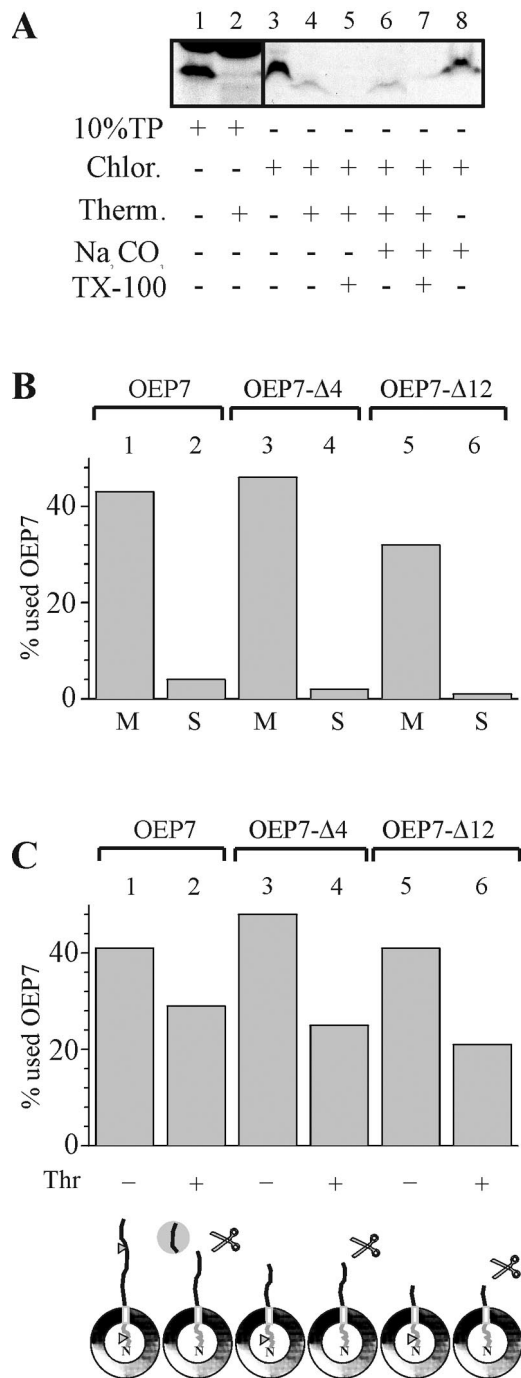 A
1 2 3 4 5 6 7 8
10%TP + + - - - - - -
Chlor. - - + + + + + +
Therm. - + - + + + + -
Na2CO3 - - - - - + + +
TX-100 - - - - + - + -
B
OEP7 OEP7-Δ4 OEP7-Δ12
1 2 3 4 5 6
% used OEP7
40
20
0
M S M S M S
C
OEP7 OEP7-Δ4 OEP7-Δ12
1 2 3 4 5 6
% used OEP7
40
20
0
Thr − + − + − +
N N N N N N